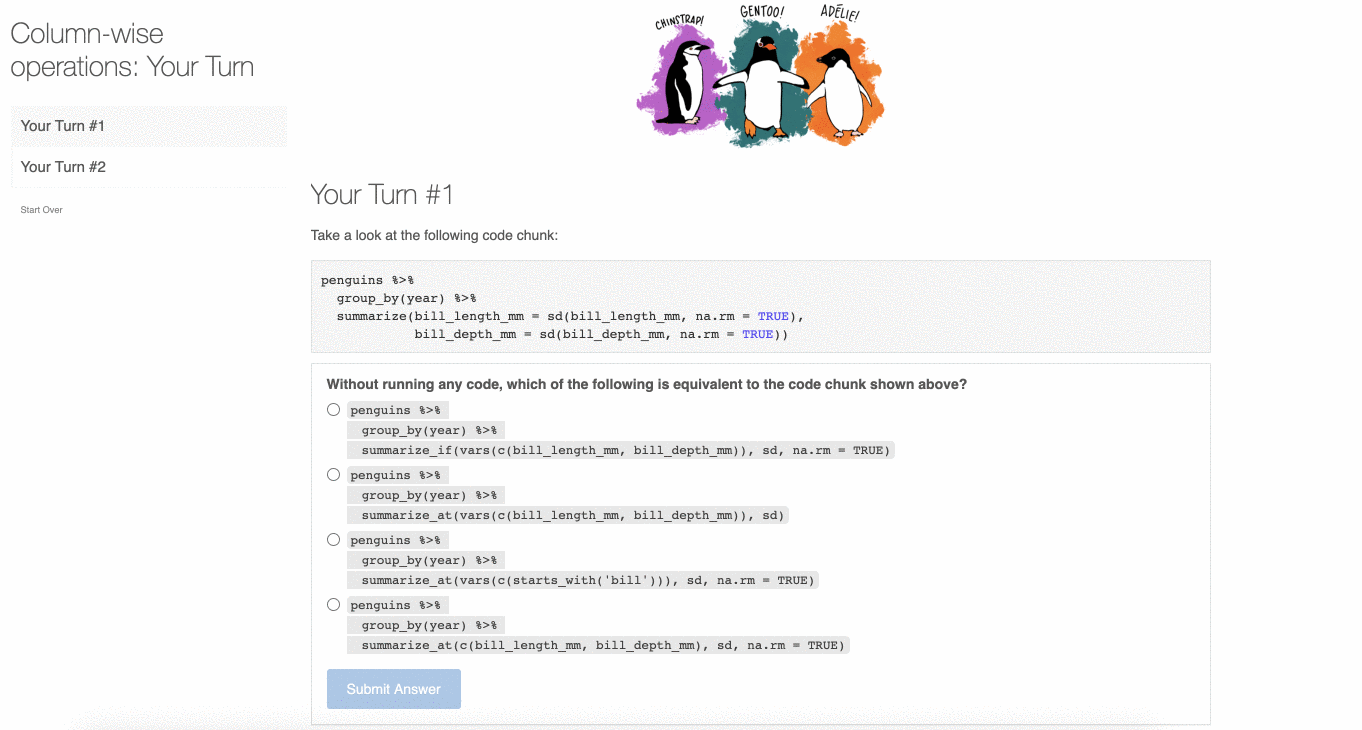 CHINSTRAP!
GENTOO!
ADÉLIE!
Column-wise
operations: Your Turn
Your Turn #1
Your Turn #2
Start Over
Your Turn #1
Take a look at the following code chunk:
penguins %>%
  group_by(year) %>%
  summarize(bill_length_mm = sd(bill_length_mm, na.rm = TRUE),
            bill_depth_mm = sd(bill_depth_mm, na.rm = TRUE))
Without running any code, which of the following is equivalent to the code chunk shown above?
penguins %>%
  group_by(year) %>%
  summarize_if(vars(c(bill_length_mm, bill_depth_mm)), sd, na.rm = TRUE)
penguins %>%
  group_by(year) %>%
  summarize_at(vars(c(bill_length_mm, bill_depth_mm)), sd)
penguins %>%
  group_by(year) %>%
  summarize_at(vars(c(starts_with('bill'))), sd, na.rm = TRUE)
penguins %>%
  group_by(year) %>%
  summarize_at(c(bill_length_mm, bill_depth_mm), sd, na.rm = TRUE)
Submit Answer